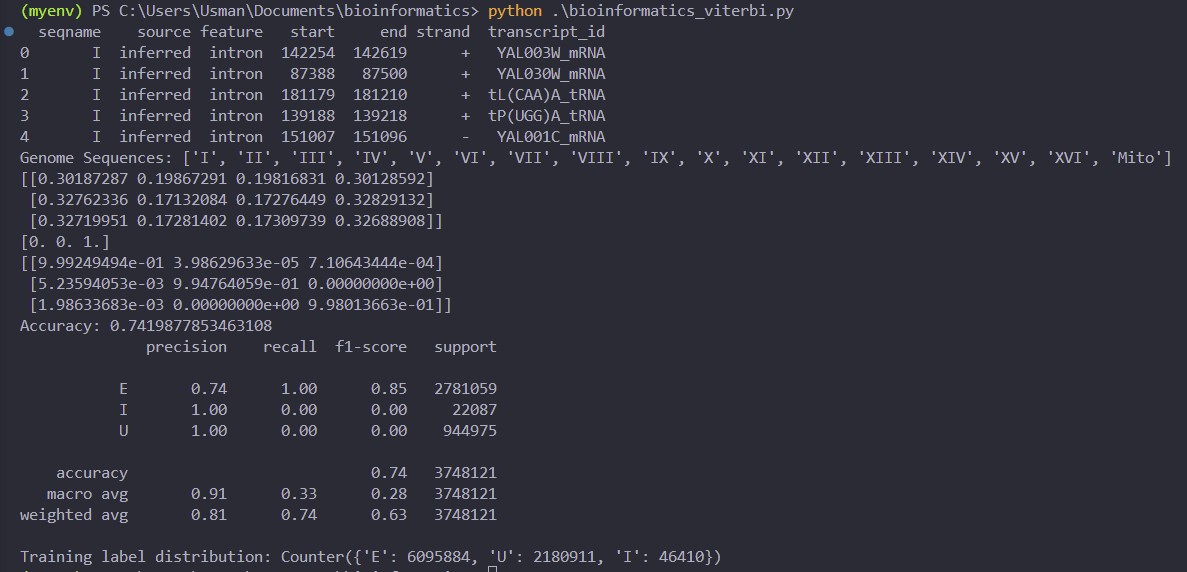 (myenv) PS C:\Users\Usman\Documents\bioinformatics> python .\bioinformatics_viterbi.py
seqname source feature start end strand transcript_id
0 I inferred intron 142254 142619 + YAL003W_mRNA
1 I inferred intron 87388 87500 + YAL030W_mRNA
2 I inferred intron 181179 181210 + tL(CAA)A_tRNA
3 I inferred intron 139188 139218 + tP(UGG)A_tRNA
4 I inferred intron 151007 151096 - YAL001C_mRNA
Genome Sequences: ['I', 'II', 'III', 'IV', 'V', 'VI', 'VII', 'VIII', 'IX', 'X', 'XI', 'XII', 'XIII', 'XIV', 'XV', 'XVI', 'Mito']
[[0.30187287 0.19867291 0.19816831 0.30128592]
[0.32762336 0.17132084 0.17276449 0.32829132]
[0.32719951 0.17281402 0.17309739 0.32688908]]
[0. 0. 1.]
[[9.99249494e-01 3.98629633e-05 7.10643444e-04]
[5.23594053e-03 9.94764059e-01 0.00000000e+00]
[1.98633683e-03 0.00000000e+00 9.98013663e-01]]
Accuracy: 0.7419877853463108
precision recall f1-score support
E 0.74 1.00 0.85 2781059
I 1.00 0.00 0.00 22087
U 1.00 0.00 0.00 944975
accuracy 0.74 3748121
macro avg 0.91 0.33 0.28 3748121
weighted avg 0.81 0.74 0.63 3748121
Training label distribution: Counter({'E': 6095884, 'U': 2180911, 'I': 46410})